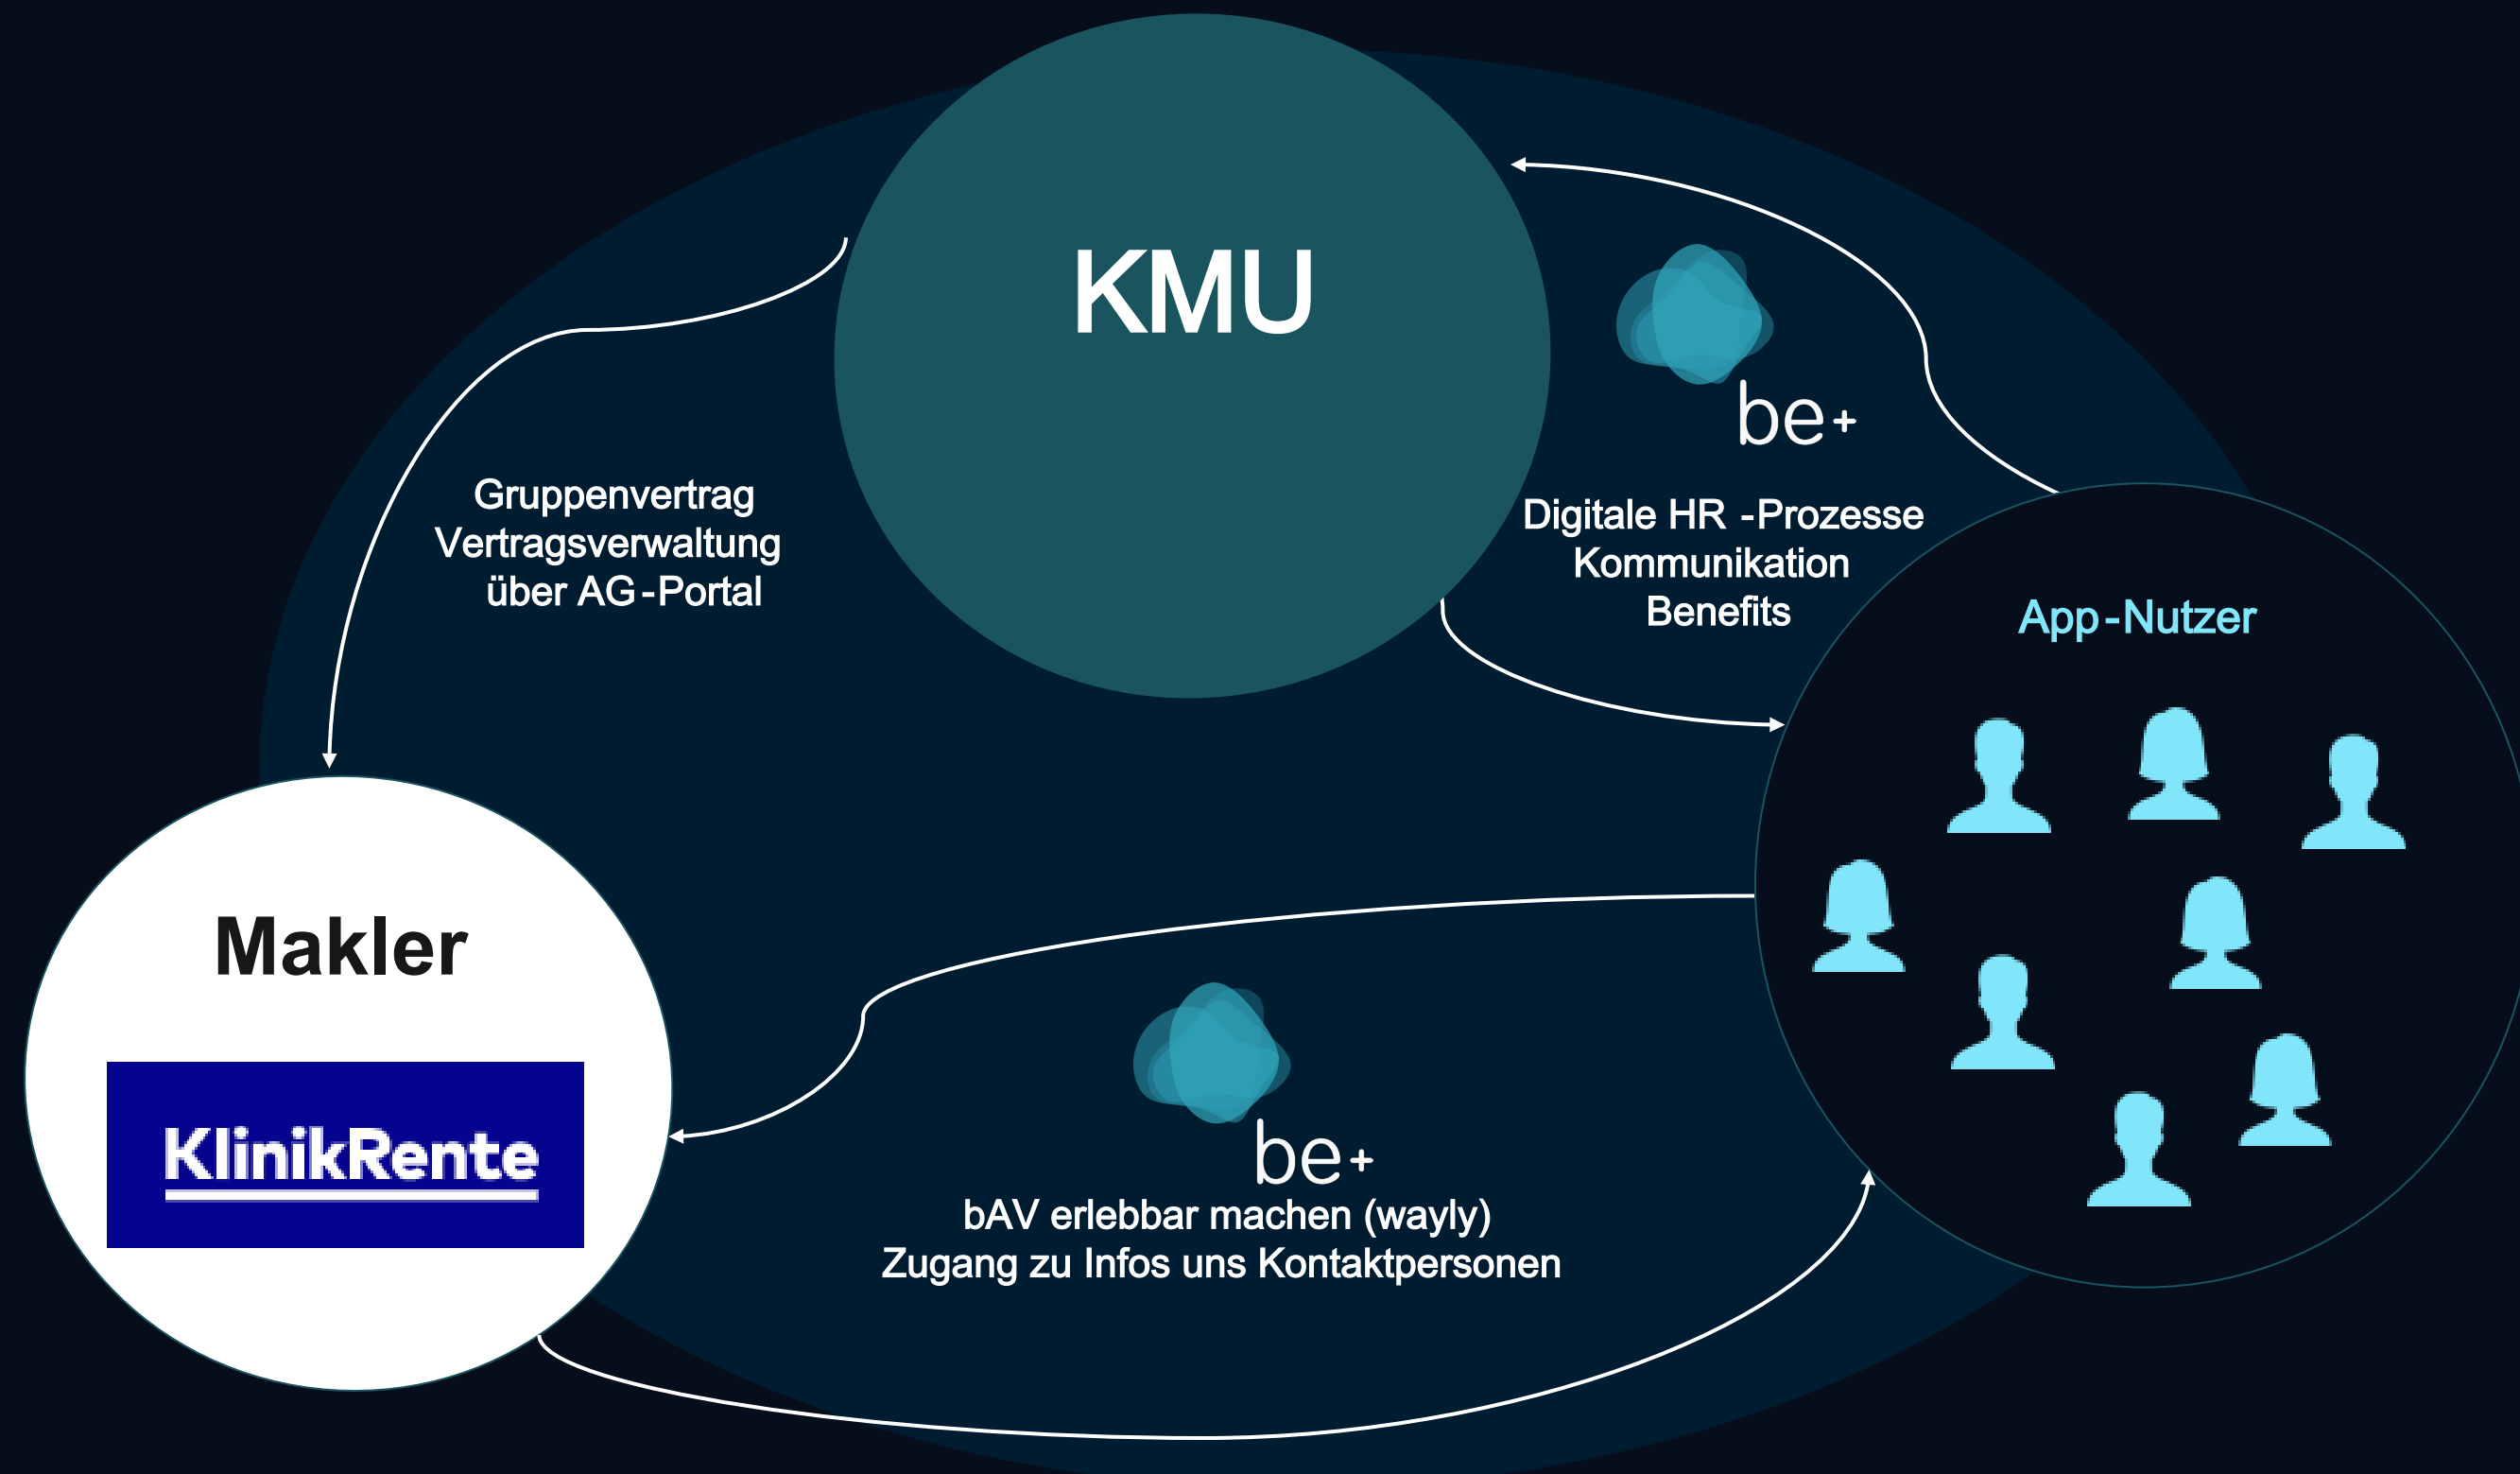 KMU
be+
Gruppenvertrag
Vertragsverwaltung
über AG-Portal
Digitale HR -Prozesse
Kommunikation
Benefits
App-Nutzer
Makler
KlinikRente
be+
bAV erlebbar machen (wayly)
Zugang zu Infos uns Kontaktpersonen